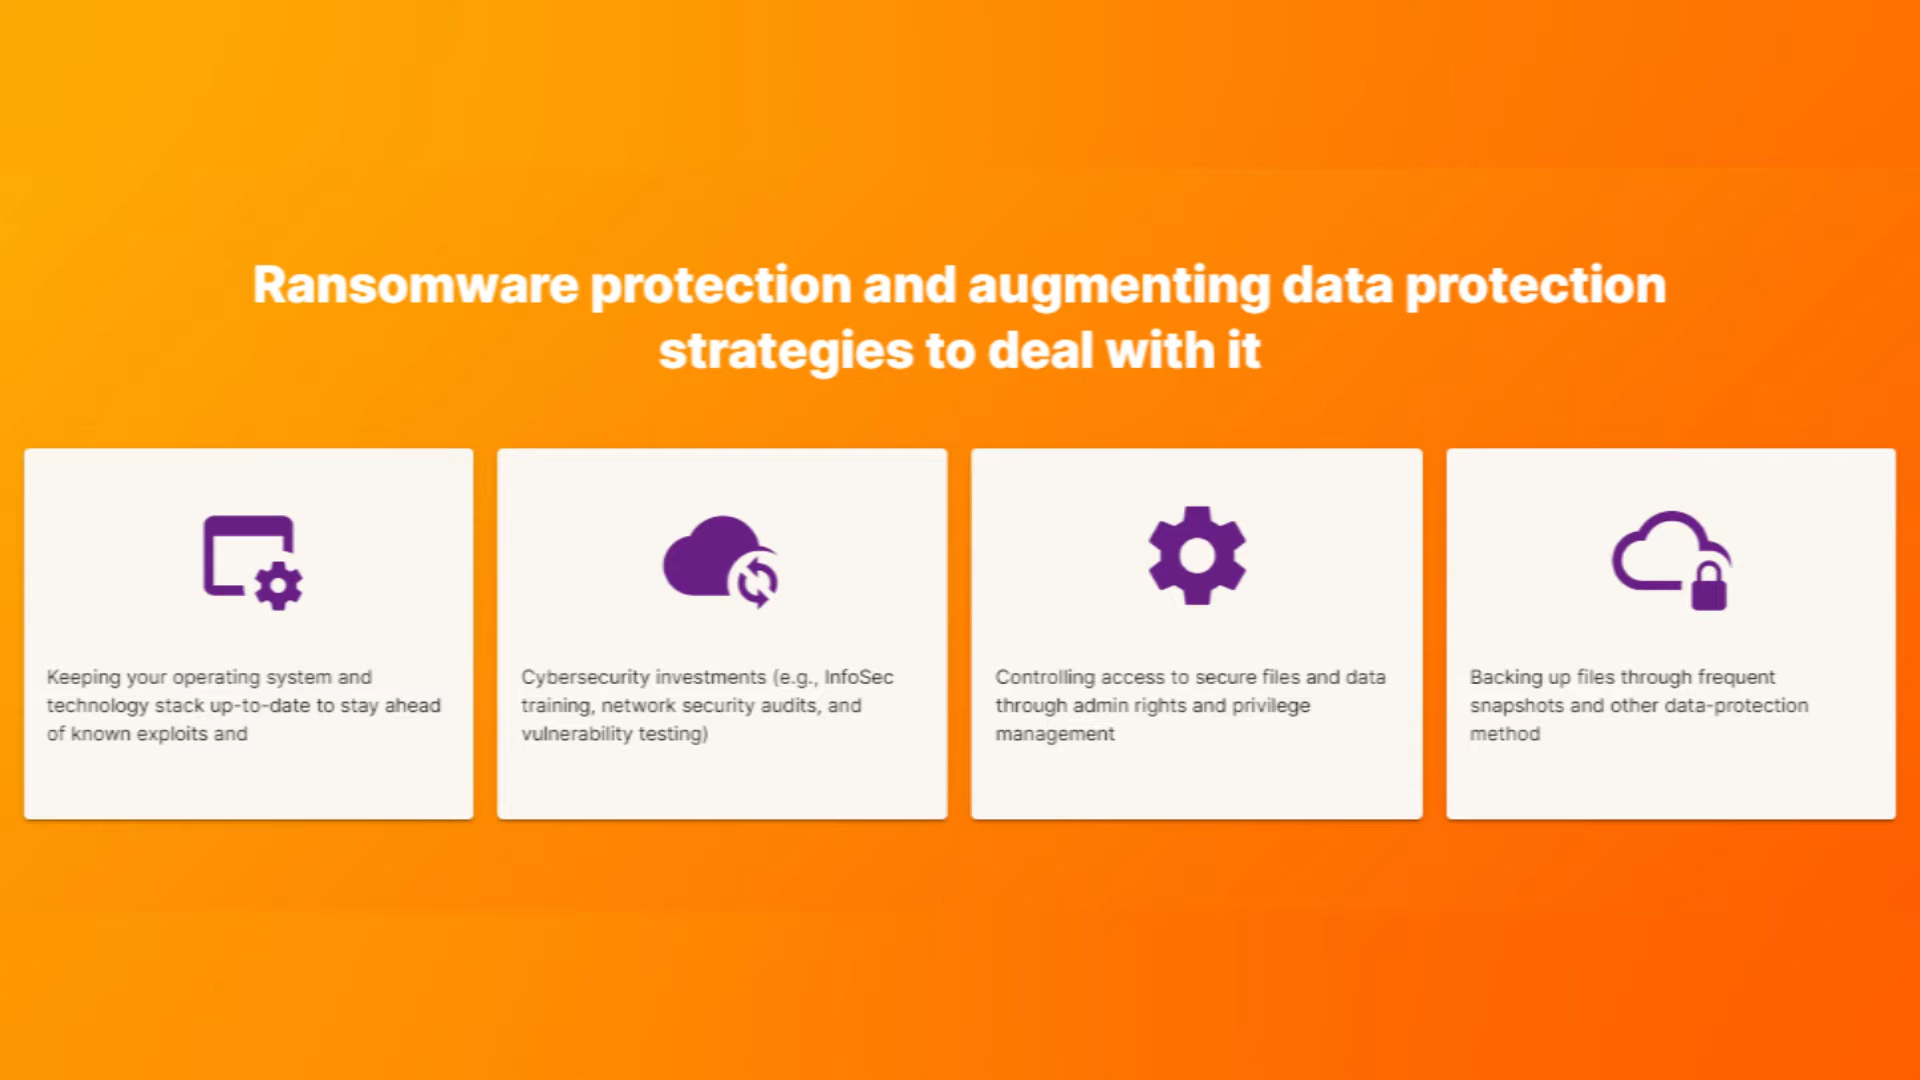 Ransomware protection and augmenting data protection
strategies to deal with it
Keeping your operating system and
technology stack up-to-date to stay ahead
of known exploits and
Cybersecurity investments (e.g., InfoSec
training, network security audits, and
vulnerability testing)
Controlling access to secure files and data
through admin rights and privilege
management
Backing up files through frequent
snapshots and other data-protection
method